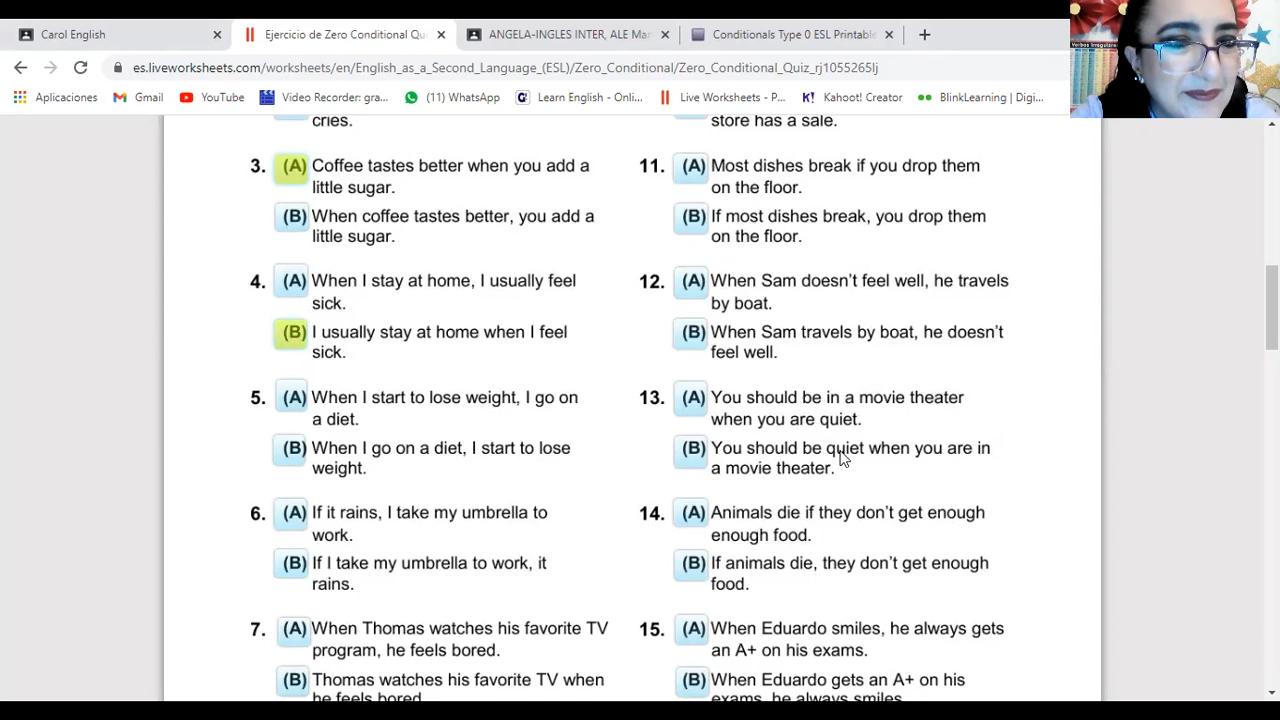 Carol English
Ejercicio de Zero Conditional Qu
ANGELA-INGLES INTER, ALE Ma
Conditionals Type 0 ESL Printable
es.liveworksheets.com/worksheets/en/English_as_a_Second_Language_(ESL)/Zero_Conditional/Zero_Conditional_Quiz_rj1055265lj
Aplicaciones
Gmail
YouTube
Video Recorder: gra...
(11) WhatsApp
Learn English - Onli...
Live Worksheets - P...
Kahoot! Creator
BlinkLearning | Digi...
cries.
3. (A) Coffee tastes better when you add a
little sugar.
(B) When coffee tastes better, you add a
little sugar.
4. (A) When I stay at home, I usually feel
sick.
(B) I usually stay at home when I feel
sick.
5. (A) When I start to lose weight, I go on
a diet.
(B) When I go on a diet, I start to lose
weight.
6. (A) If it rains, I take my umbrella to
work.
(B) If I take my umbrella to work, it
rains.
7. (A) When Thomas watches his favorite TV
program, he feels bored.
(B) Thomas watches his favorite TV when
he feels bored.
store has a sale.
11. (A) Most dishes break if you drop them
on the floor.
(B) If most dishes break, you drop them
on the floor.
12. (A) When Sam doesn't feel well, he travels
by boat.
(B) When Sam travels by boat, he doesn't
feel well.
13. (A) You should be in a movie theater
when you are quiet.
(B) You should be quiet when you are in
a movie theater.
14. (A) Animals die if they don't get enough
enough food.
(B) If animals die, they don't get enough
food.
15. (A) When Eduardo smiles, he always gets
an A+ on his exams.
(B) When Eduardo gets an A+ on his
exams, he always smiles.